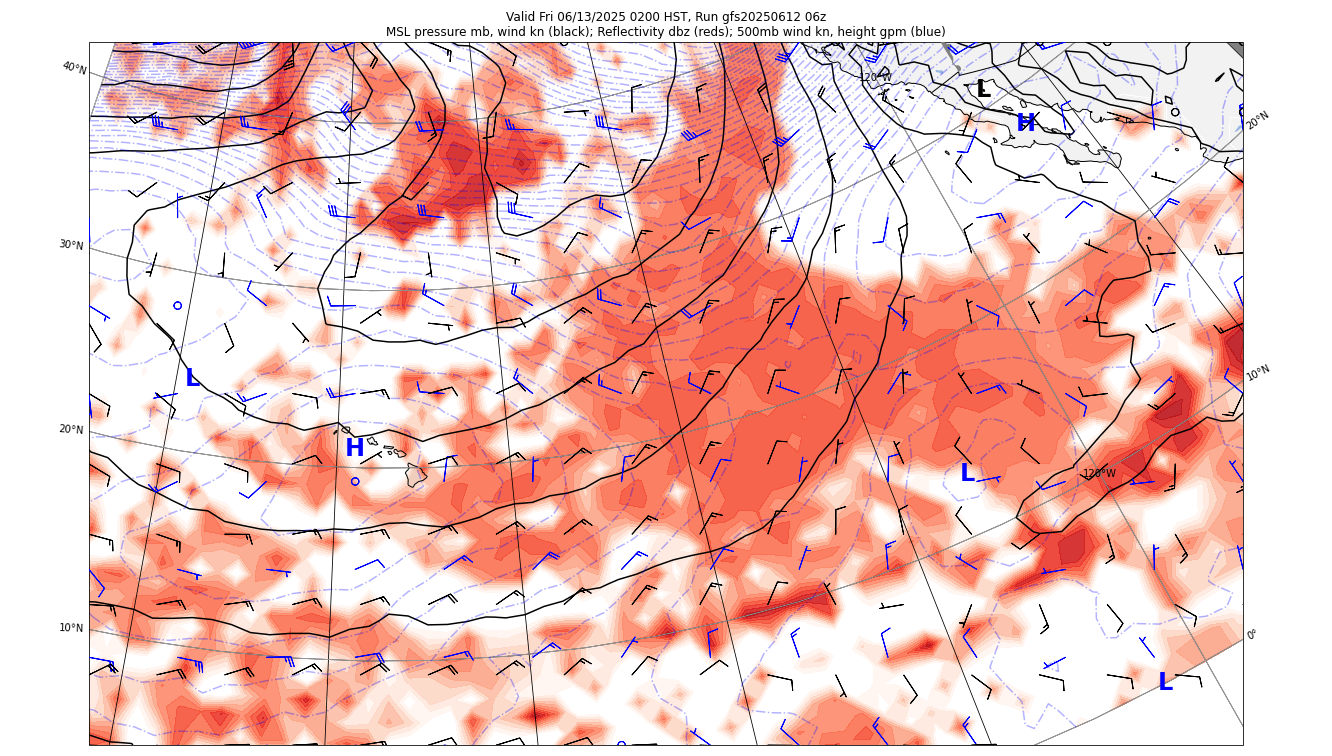 Valid Fri 06/13/2025 0200 HST, Run gfs20250612 06z
MSL pressure mb, wind kn (black); Reflectivity dbz (reds); 500mb wind kn, height gpm (blue)
40°N
120°W
L
H
20°N
30°N
L
10°N
20°N
H
L
120°W
10°N
0°
L